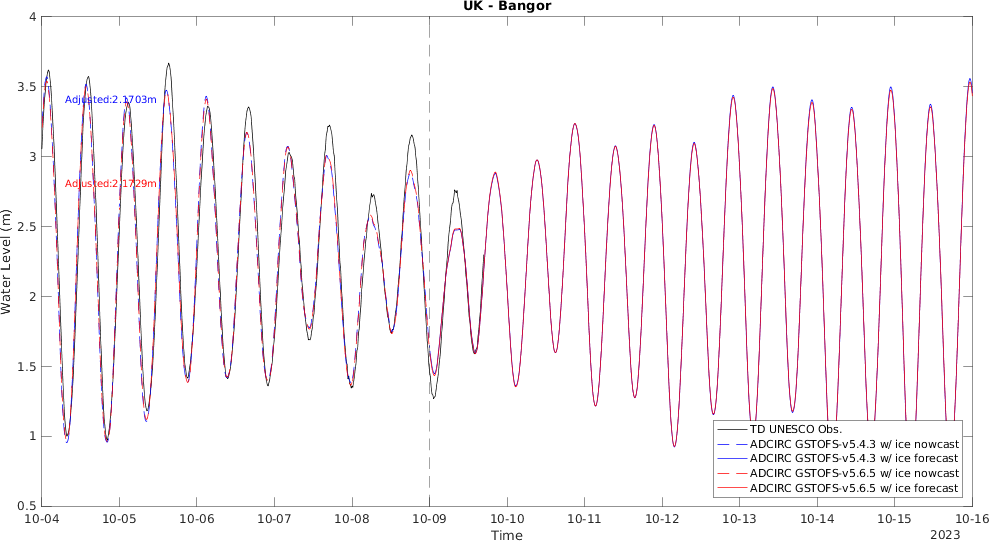 UK - Bangor
4
3.5
3
2.5
2
1.5
1
0.5
Water Level (m)
Adjusted:2.1703m
Adjusted:2.1729m
TD UNESCO Obs.
ADCIRC GSTOFS-v5.4.3 w/ ice nowcast
ADCIRC GSTOFS-v5.4.3 w/ ice forecast
ADCIRC GSTOFS-v5.6.5 w/ ice nowcast
ADCIRC GSTOFS-v5.6.5 w/ ice forecast
10-04 10-05 10-06 10-07 10-08 10-09 10-10 10-11 10-12 10-13 10-14 10-15 10-16
Time
2023